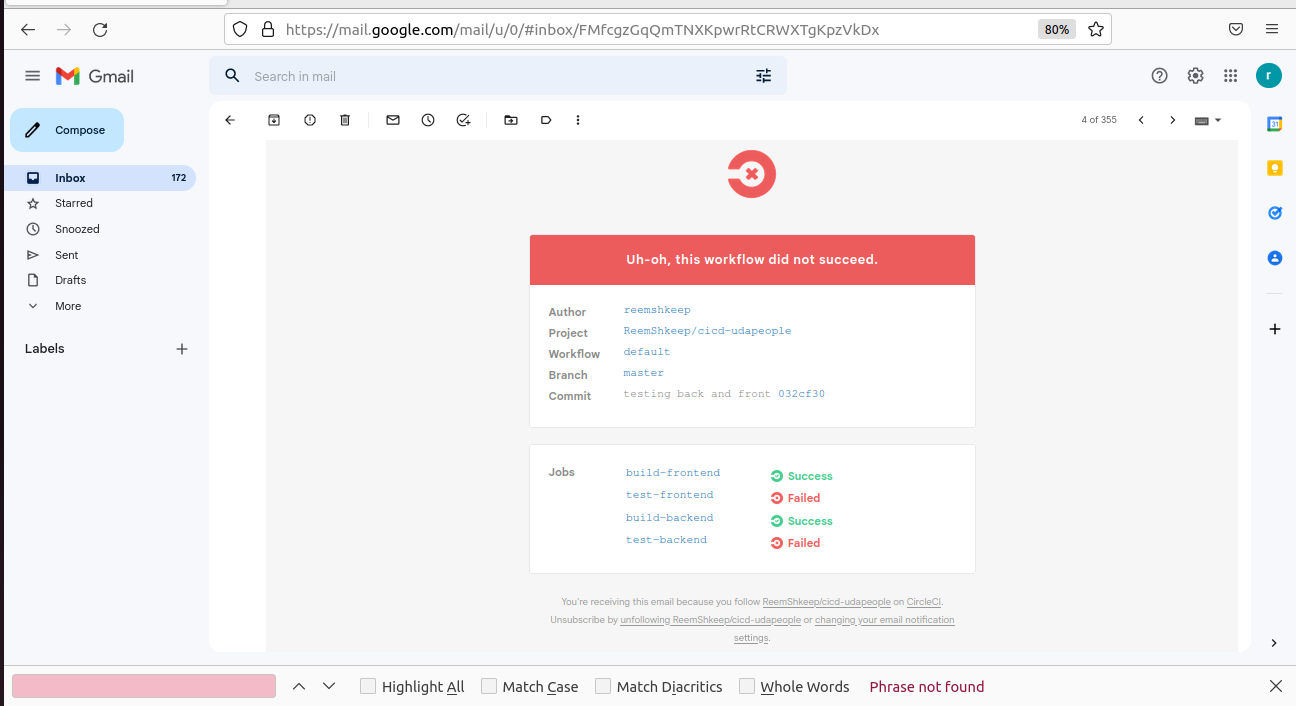 https://mail.google.com/mail/u/0/#inbox/FMfcgzGqQmTNXKpwrRtCRWXTgKpzVkDx
80%
Gmail
Search in mail
r
Compose
4 of 355
Inbox 172
Starred
Snoozed
Sent
Drafts
More
Labels
31
Uh-oh, this workflow did not succeed.
Author reemshkeep
Project ReemShkeep/cicd-udapeople
Workflow default
Branch master
Commit testing back and front 032cf30
Jobs build-frontend Success
test-frontend Failed
build-backend Success
test-backend Failed
You're receiving this email because you follow ReemShkeep/cicd-udapeople on CircleCI.
Unsubscribe by unfollowing ReemShkeep/cicd-udapeople or changing your email notification
settings.
Highlight All Match Case Match Diacritics Whole Words Phrase not found